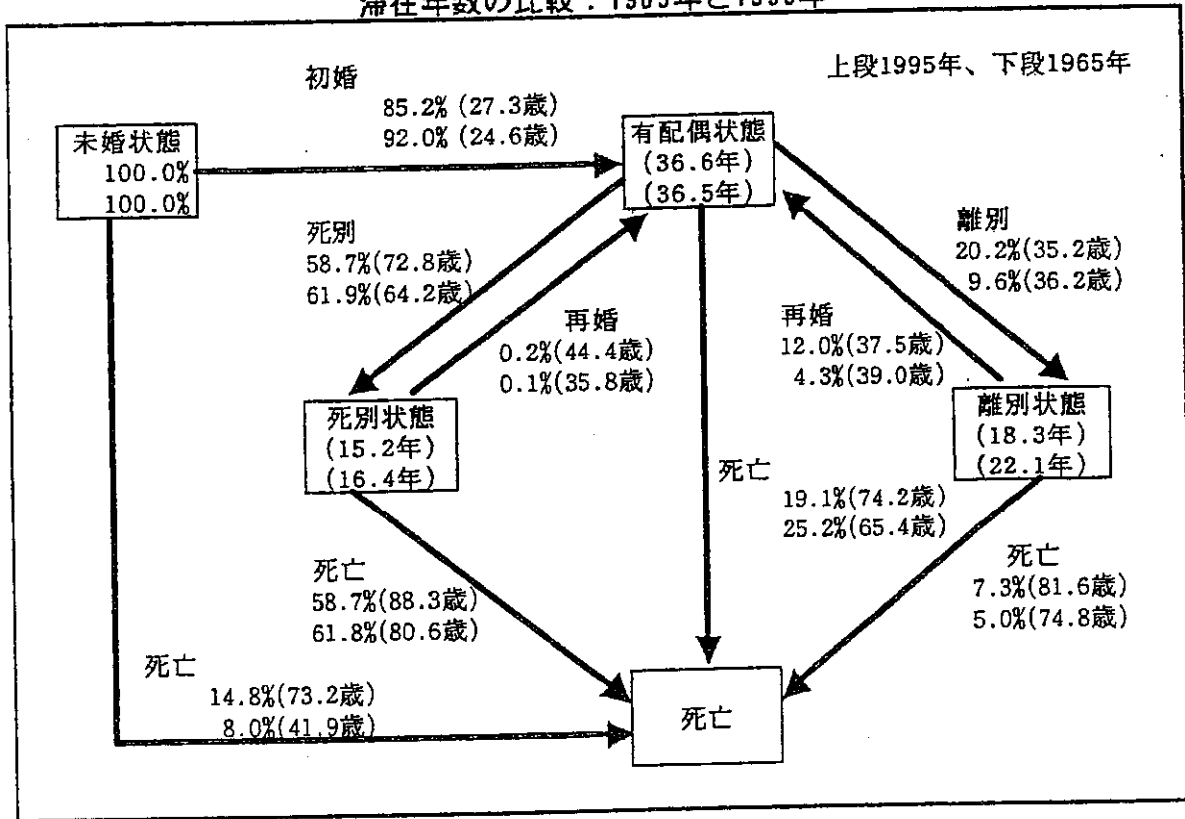 滞在年数の比較：1965年と1995年
上段1995年、下段1965年
初婚
85.2% (27.3歳)
92.0% (24.6歳)
未婚状態
100.0%
100.0%
有配偶状態
(36.6年)
(36.5年)
死別
58.7%(72.8歳)
61.9%(64.2歳)
離別
20.2%(35.2歳)
9.6%(36.2歳)
再婚
0.2%(44.4歳)
0.1%(35.8歳)
再婚
12.0%(37.5歳)
4.3%(39.0歳)
死別状態
(15.2年)
(16.4年)
離別状態
(18.3年)
(22.1年)
死亡
19.1%(74.2歳)
25.2%(65.4歳)
死亡
58.7%(88.3歳)
61.8%(80.6歳)
死亡
7.3%(81.6歳)
5.0%(74.8歳)
死亡
14.8%(73.2歳)
8.0%(41.9歳)
死亡